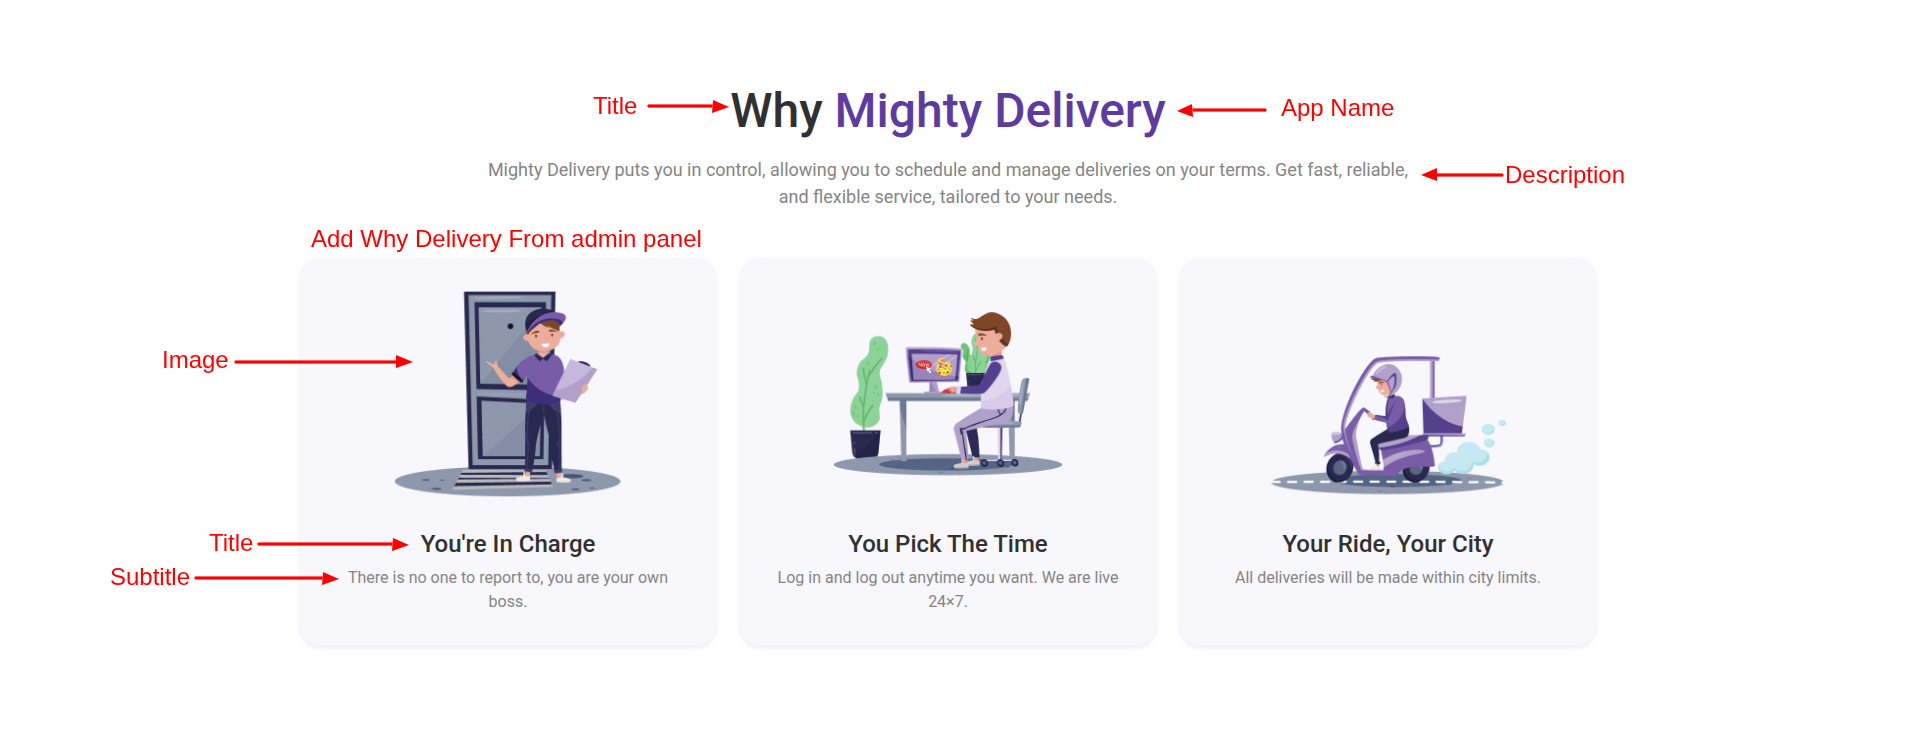 Title
Why Mighty Delivery
App Name
Mighty Delivery puts you in control, allowing you to schedule and manage deliveries on your terms. Get fast, reliable,
and flexible service, tailored to your needs.
Description
Add Why Delivery From admin panel
Image
Title
You're In Charge
Subtitle
There is no one to report to, you are your own
boss.
You Pick The Time
Log in and log out anytime you want. We are live
24×7.
Your Ride, Your City
All deliveries will be made within city limits.